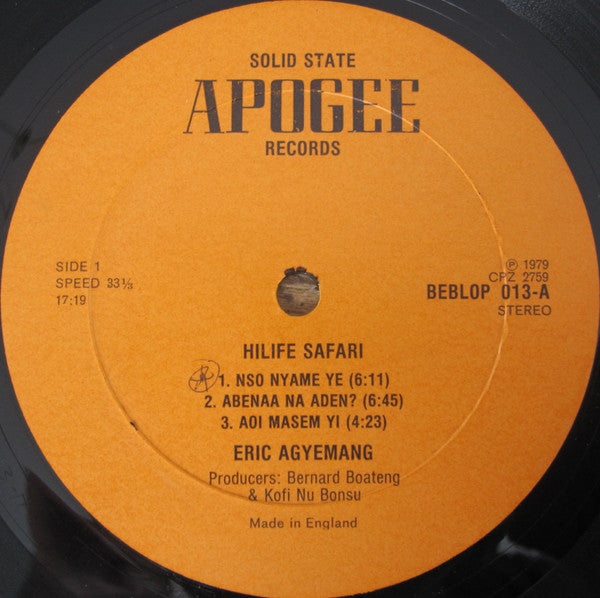 SOLID STATE
APOGEE
RECORDS
SIDE 1
SPEED 33⅓
17:19
℗ 1979
CPZ 2759
BEBLOP 013-A
STEREO
HILIFE SAFARI
1. NSO NYAME YE (6:11)
2. ABENAA NA ADEN? (6:45)
3. AOI MASEM YI (4:23)
ERIC AGYEMANG
Producers: Bernard Boateng
& Kofi Nu Bonsu
Made in England